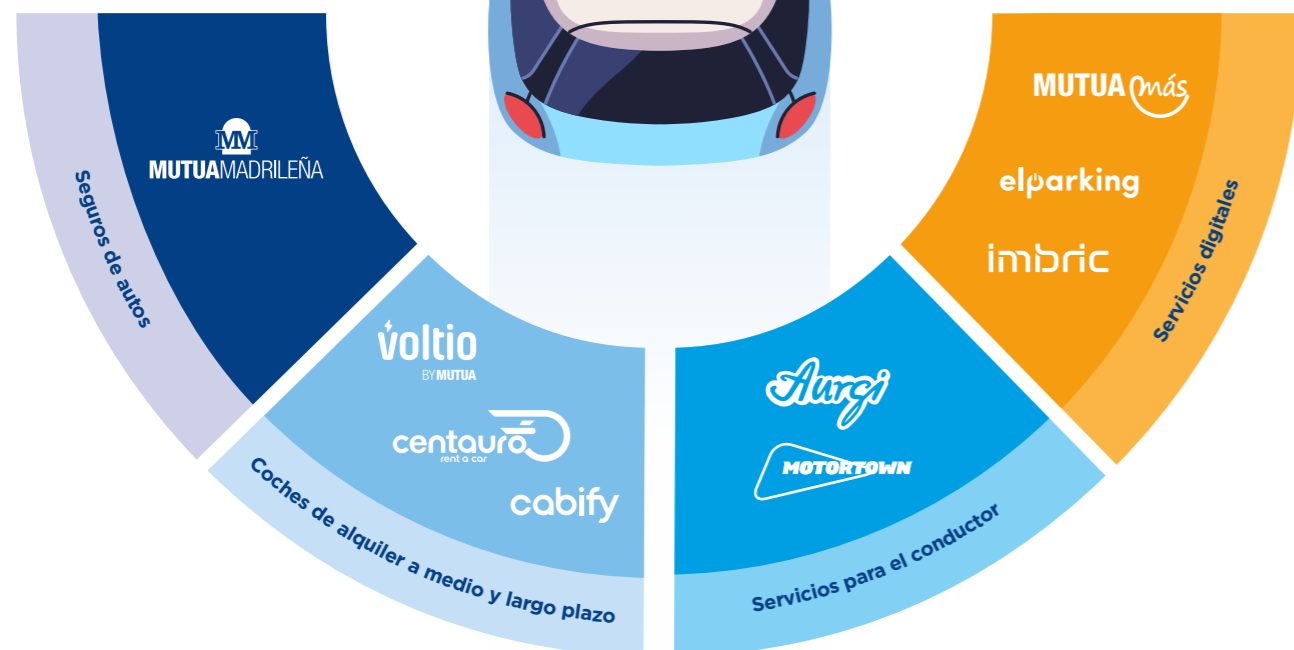 MM
MUTUAMADRILEÑA
Seguros de autos
voltio
BY MUTUA
centauro
rent a car
cabify
Coches de alquiler a medio y largo plazo
Aurgi
MOTORTOWN
Servicios para el conductor
MUTUA más
elparking
imbric
Servicios digitales